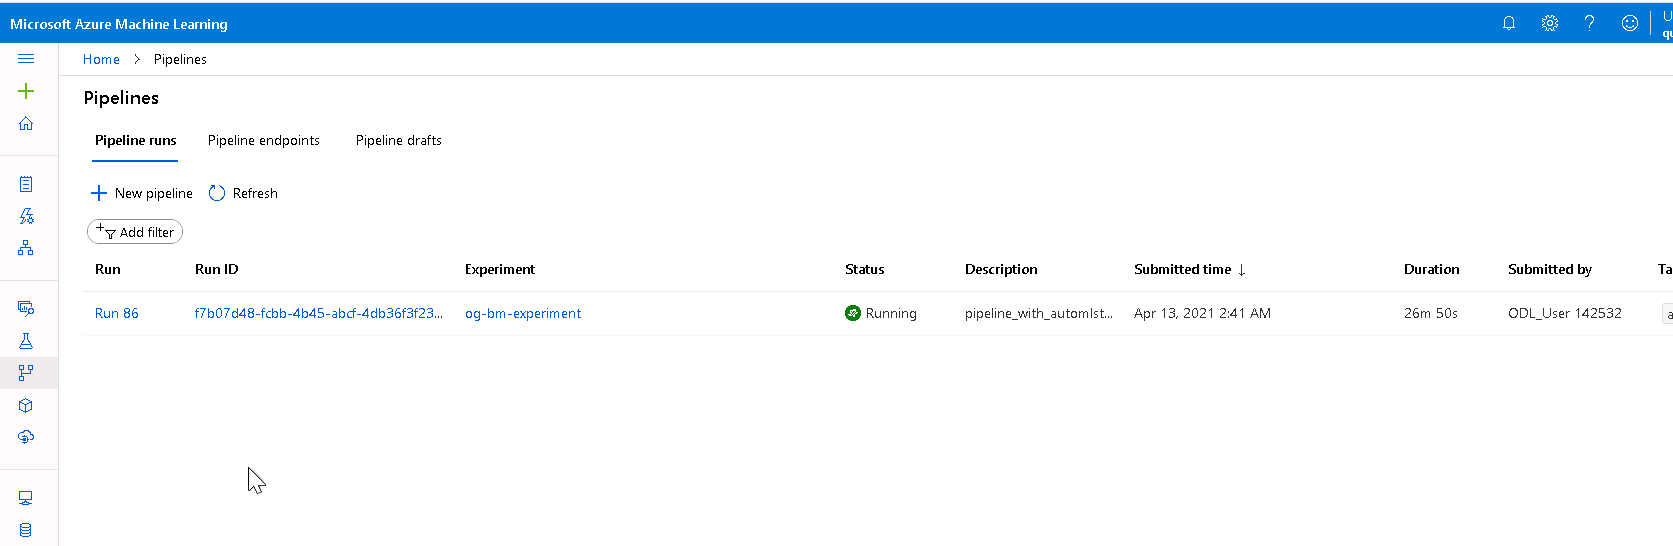 Microsoft Azure Machine Learning
Home > Pipelines
Pipelines
Pipeline runs Pipeline endpoints Pipeline drafts
New pipeline Refresh
Add filter
Run Run ID Experiment Status Description Submitted time ↓ Duration Submitted by Ta
Run 86 f7b07d48-fcbb-4b45-abcf-4db36f3f23... og-bm-experiment Running pipeline_with_automlst... Apr 13, 2021 2:41 AM 26m 50s ODL_User 142532 a